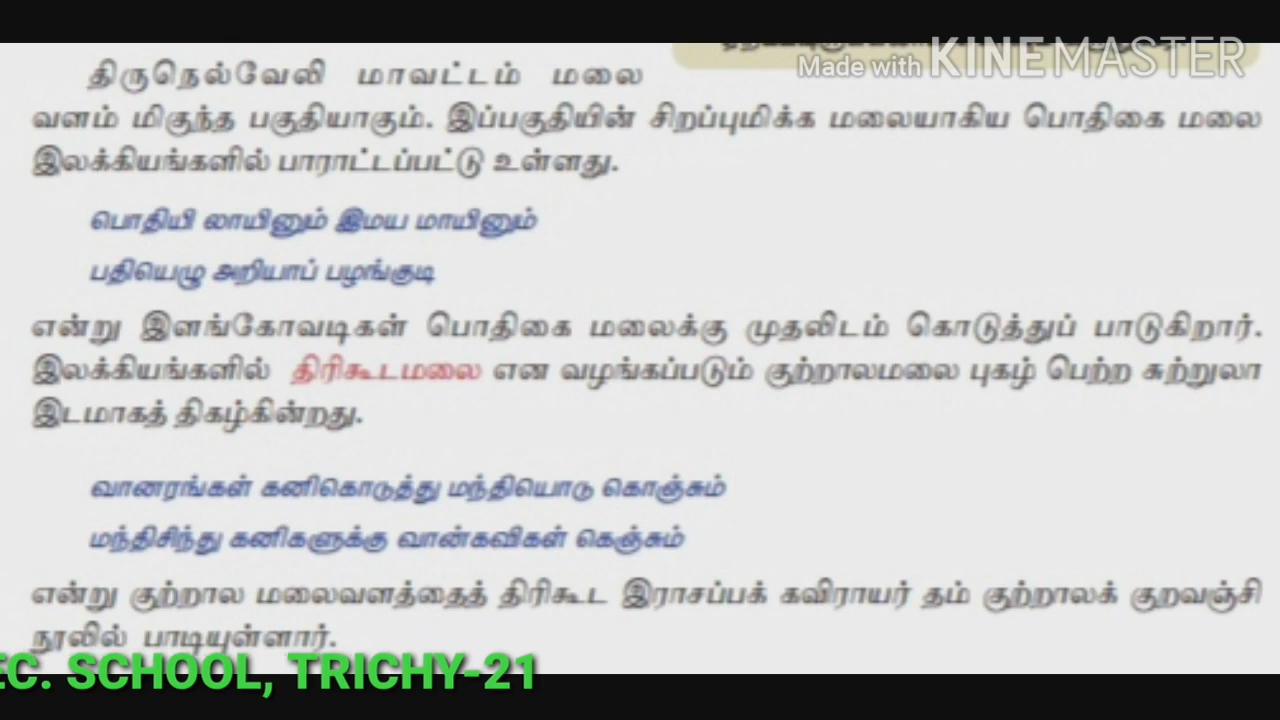 Made with KINEMASTER
திருநெல்வேலி மாவட்டம் மலை
வளம் மிகுந்த பகுதியாகும். இப்பகுதியின் சிறப்புமிக்க மலையாகிய பொதிகை மலை
இலக்கியங்களில் பாராட்டப்பட்டு உள்ளது.
பொதியி லாயினும் இமய மாயினும்
பதியெழு அறியாப் பழங்குடி
என்று இளங்கோவடிகள் பொதிகை மலைக்கு முதலிடம் கொடுத்துப் பாடுகிறார்.
இலக்கியங்களில் திரிகூடமலை என வழங்கப்படும் குற்றாலமலை புகழ் பெற்ற சுற்றுலா
இடமாகத் திகழ்கின்றது.
வானரங்கள் கனிகொடுத்து மந்தியொடு கொஞ்சும்
மந்திசிந்து கனிகளுக்கு வான்கவிகள் கெஞ்சும்
என்று குற்றால மலைவளத்தைத் திரிகூட இராசப்பக் கவிராயர் தம் குற்றாலக் குறவஞ்சி
நூலில் பாடியுள்ளார்.
EC. SCHOOL, TRICHY-21